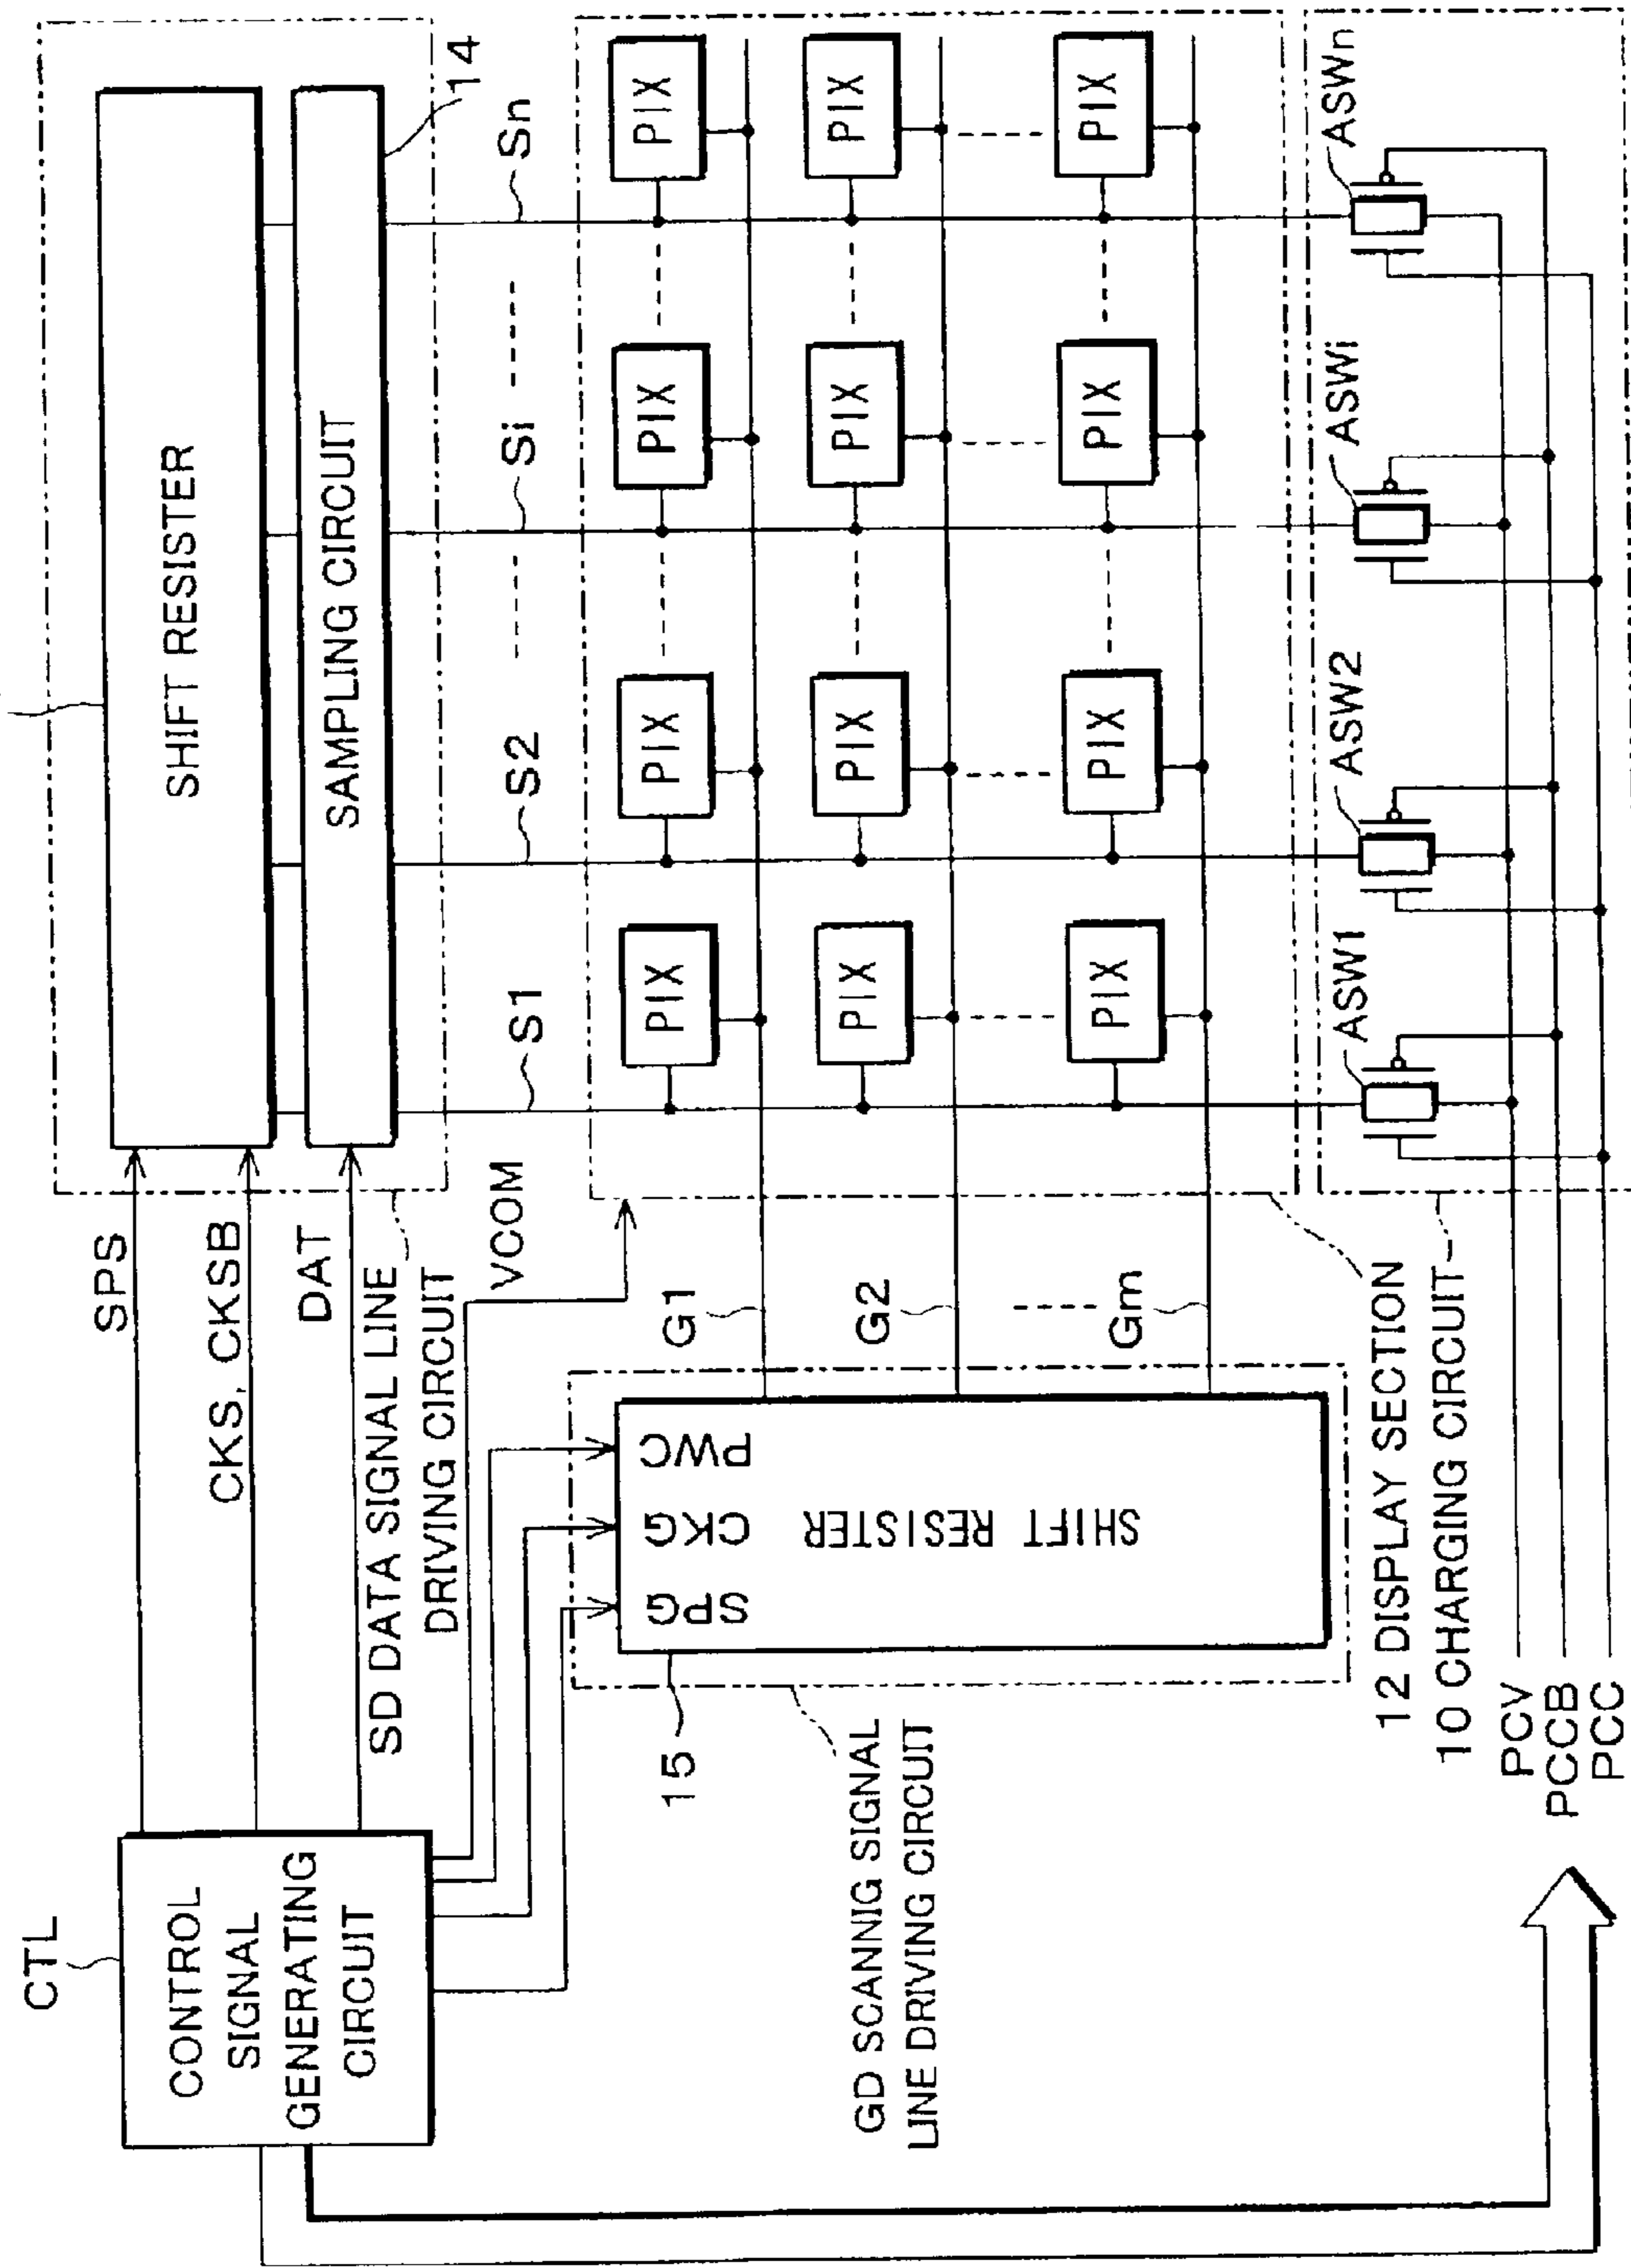 CTL
CONTROL
SIGNAL
GENERATING
CIRCUIT
SPS
CKS, CKSB
DAT
SD DATA SIGNAL LINE
DRIVING CIRCUIT
VCOM
SHIFT RESISTER
SAMPLING CIRCUIT
14
S1
S2
Si
Sn
GD SCANNIG SIGNAL
LINE DRIVING CIRCUIT
15
SPG
CKG
PWC
SHIFT RESISTER
G1
G2
Gm
PIX PIX PIX PIX
PIX PIX PIX PIX
PIX PIX PIX PIX
12 DISPLAY SECTION
10 CHARGING CIRCUIT
ASW1
ASW2
ASWi
ASWn
PCV
PCCB
PCC